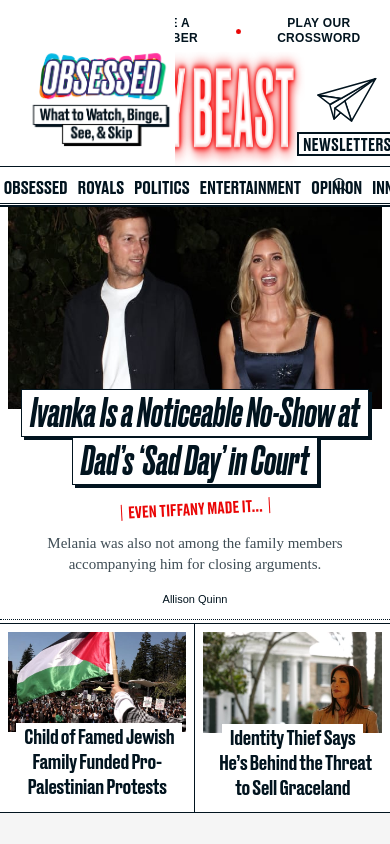 E A
BER
PLAY OUR
CROSSWORD
OBSESSED
What to Watch, Binge,
See, & Skip
Y BEAST
NEWSLETTERS
OBSESSED ROYALS POLITICS ENTERTAINMENT OPINION INN
Ivanka Is a Noticeable No-Show at
Dad's ‘Sad Day’ in Court
EVEN TIFFANY MADE IT...
Melania was also not among the family members
accompanying him for closing arguments.
Allison Quinn
Child of Famed Jewish
Family Funded Pro-
Palestinian Protests
Identity Thief Says
He's Behind the Threat
to Sell Graceland